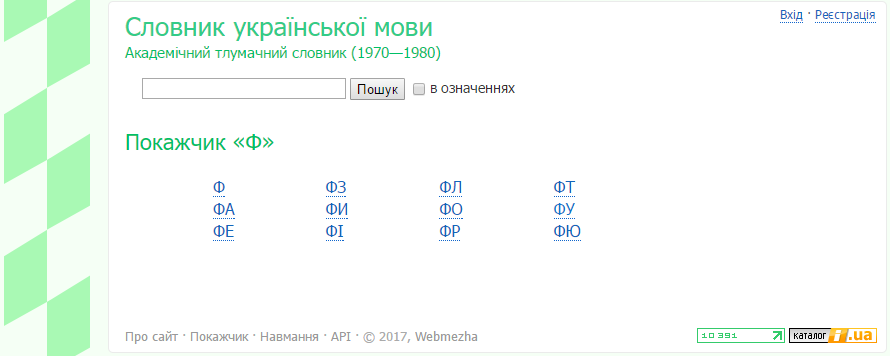 Вхід · Реєстрація
Словник української мови
Академічний тлумачний словник (1970—1980)
Пошук в означеннях
Покажчик «Ф»
Ф ФЗ ФЛ ФТ
ФА ФИ ФО ФУ
ФЕ ФІ ФР ФЮ
Про сайт · Покажчик · Навмання · API · © 2017, Webmezha
10 391 каталог i.ua